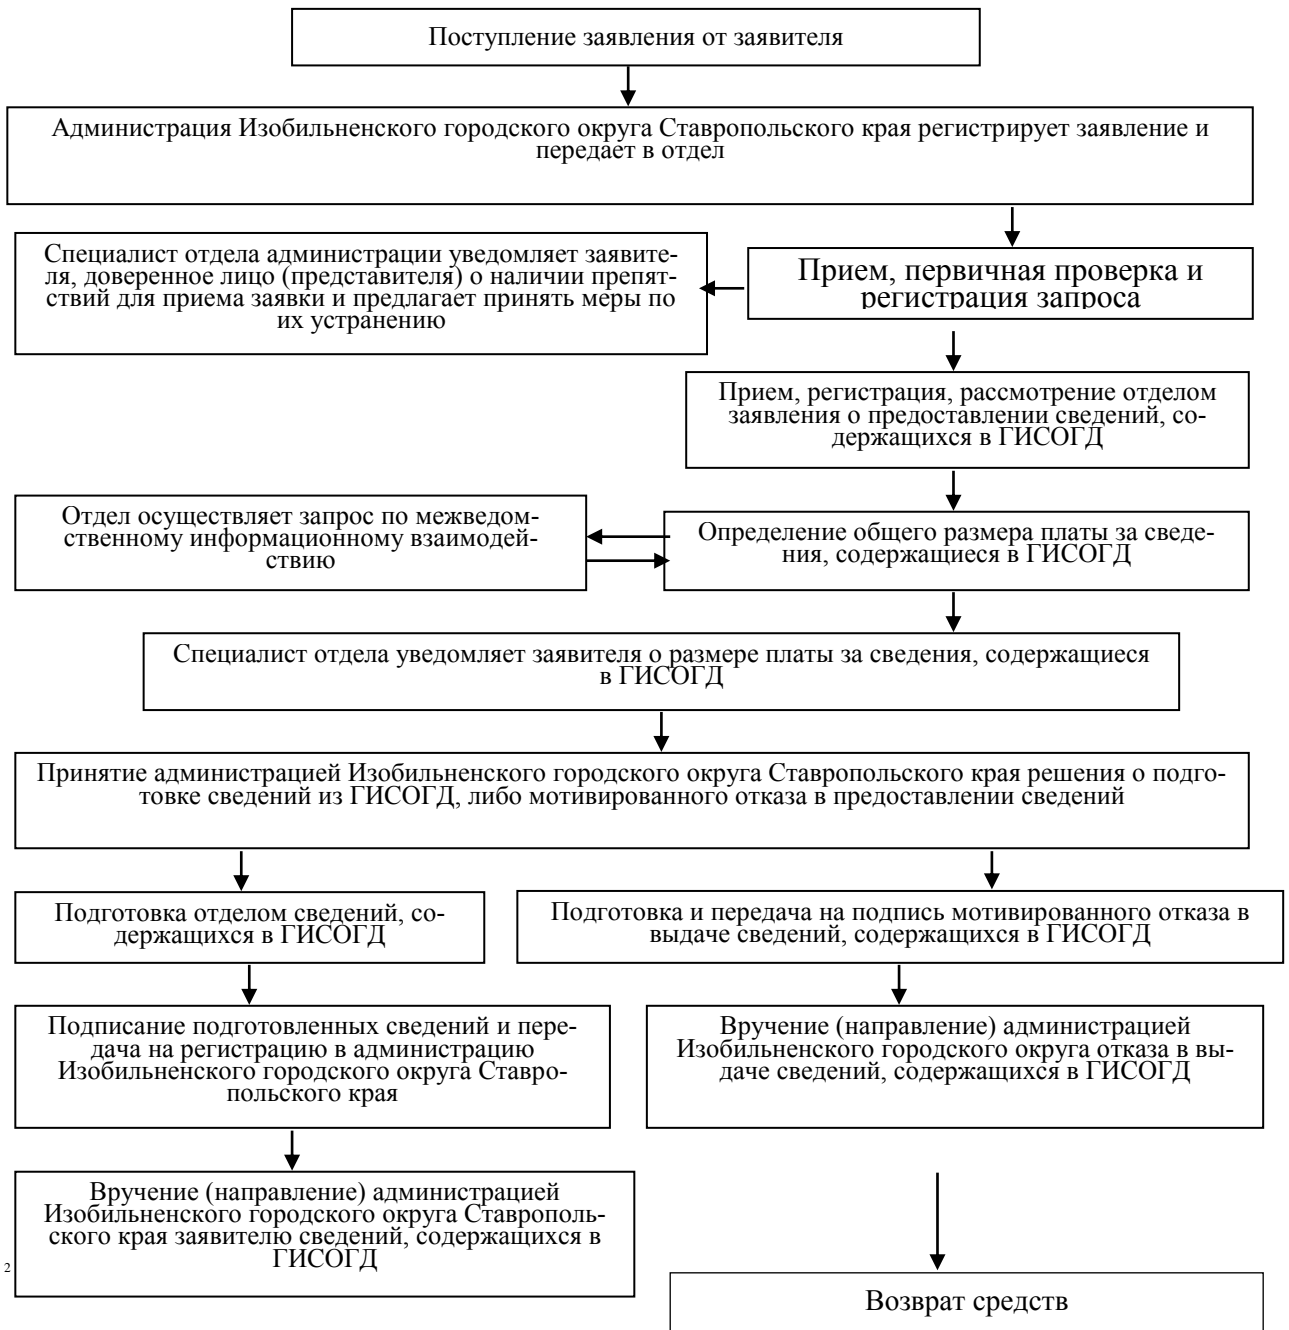 Поступление заявления от заявителя
Администрация Изобильненского городского округа Ставропольского края регистрирует заявление и
передает в отдел
Специалист отдела администрации уведомляет заявите-
ля, доверенное лицо (представителя) о наличии препят-
ствий для приема заявки и предлагает принять меры по
их устранению
Прием, первичная проверка и
регистрация запроса
Прием, регистрация, рассмотрение отделом
заявления о предоставлении сведений, со-
держащихся в ГИСОГД
Отдел осуществляет запрос по межведом-
ственному информационному взаимодей-
ствию
Определение общего размера платы за сведе-
ния, содержащиеся в ГИСОГД
Специалист отдела уведомляет заявителя о размере платы за сведения, содержащиеся
в ГИСОГД
Принятие администрацией Изобильненского городского округа Ставропольского края решения о подго-
товке сведений из ГИСОГД, либо мотивированного отказа в предоставлении сведений
Подготовка отделом сведений, со-
держащихся в ГИСОГД
Подготовка и передача на подпись мотивированного отказа в
выдаче сведений, содержащихся в ГИСОГД
Подписание подготовленных сведений и пере-
дача на регистрацию в администрацию
Изобильненского городского округа Ставро-
польского края
Вручение (направление) администрацией
Изобильненского городского округа отказа в вы-
даче сведений, содержащихся в ГИСОГД
Вручение (направление) администрацией
Изобильненского городского округа Ставрополь-
ского края заявителю сведений, содержащихся в
ГИСОГД
2
Возврат средств